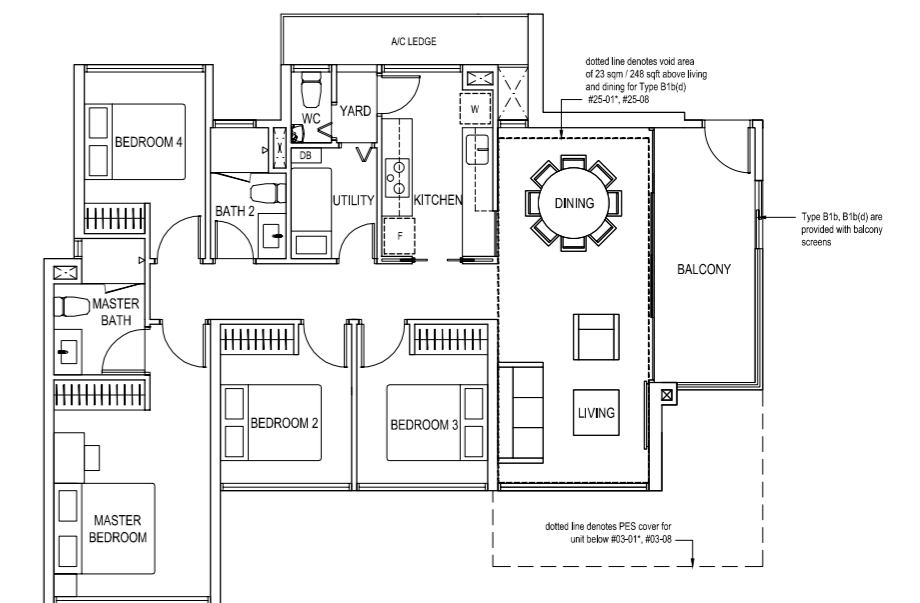 A/C LEDGE
dotted line denotes void area
of 23 sqm / 248 sqft above living
and dining for Type B1b(d)
#25-01*, #25-08
WC
YARD
W
BEDROOM 4
DB
BATH 2
UTILITY
KITCHEN
DINING
F
Type B1b, B1b(d) are
provided with balcony
screens
BALCONY
MASTER
BATH
BEDROOM 2
BEDROOM 3
LIVING
MASTER
BEDROOM
dotted line denotes PES cover for
unit below #03-01*, #03-08